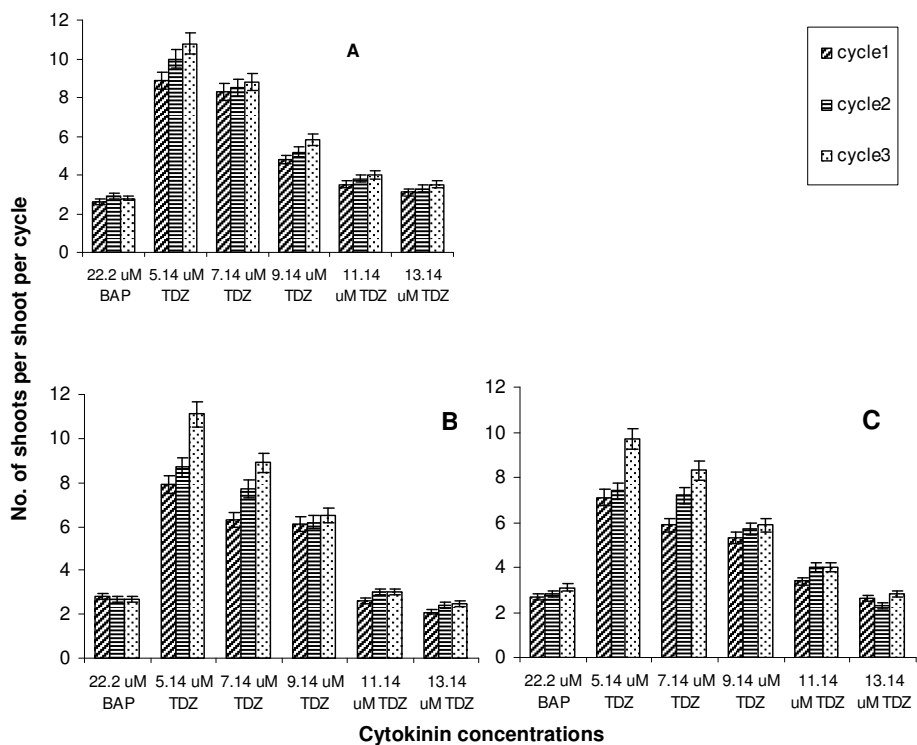 No. of shoots per shoot per cycle
12
10
8
6
4
2
0
A
22.2 uM
BAP
5.14 uM
TDZ
7.14 uM
TDZ
9.14 uM
TDZ
11.14
uM TDZ
13.14
uM TDZ
cycle1
cycle2
cycle3
12
10
8
6
4
2
0
B
22.2 uM
BAP
5.14 uM
TDZ
7.14 uM
TDZ
9.14 uM
TDZ
11.14
uM TDZ
13.14
uM TDZ
12
10
8
6
4
2
0
C
22.2 uM
BAP
5.14 uM
TDZ
7.14 uM
TDZ
9.14 uM
TDZ
11.14
uM TDZ
13.14
uM TDZ
Cytokinin concentrations